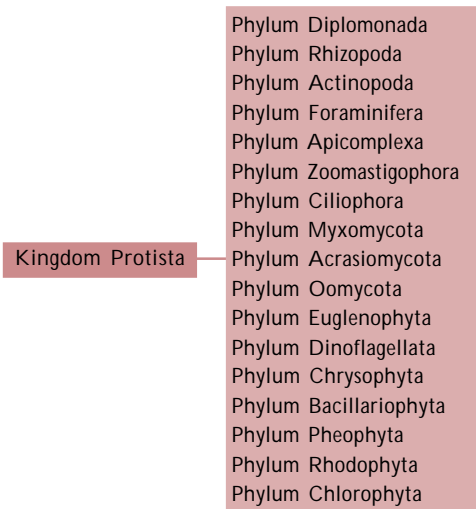 Phylum Diplomonada
Phylum Rhizopoda
Phylum Actinopoda
Phylum Foraminifera
Phylum Apicomplexa
Phylum Zoomastigophora
Phylum Ciliophora
Phylum Myxomycota
Kingdom Protista
Phylum Acrasiomycota
Phylum Oomycota
Phylum Euglenophyta
Phylum Dinoflagellata
Phylum Chrysophyta
Phylum Bacillariophyta
Phylum Pheophyta
Phylum Rhodophyta
Phylum Chlorophyta